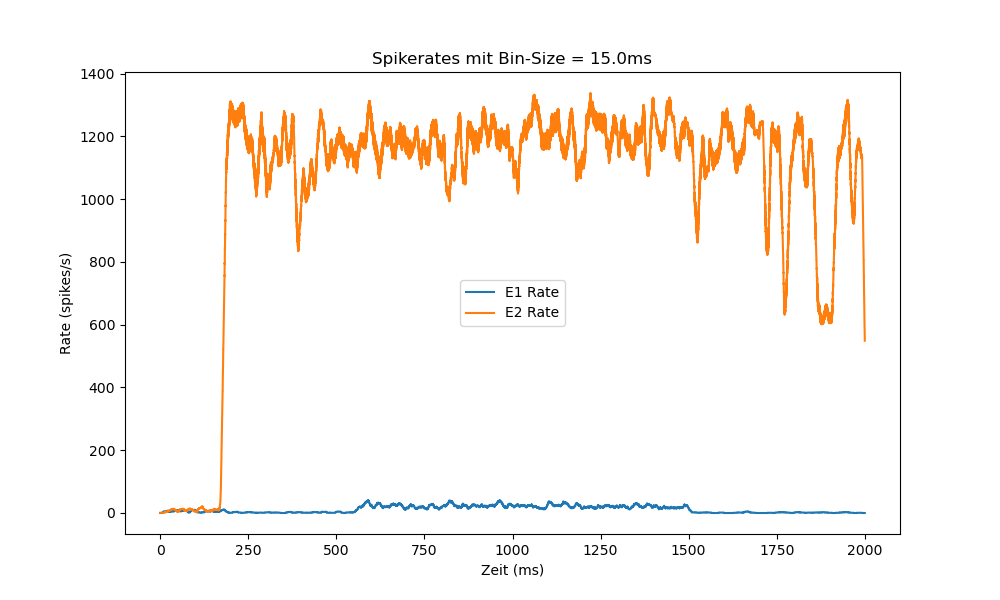 Spikerates mit Bin-Size = 15.0ms
1400
1200
1000
800
600
400
200
0
Rate (spikes/s)
E1 Rate
E2 Rate
0 250 500 750 1000 1250 1500 1750 2000
Zeit (ms)